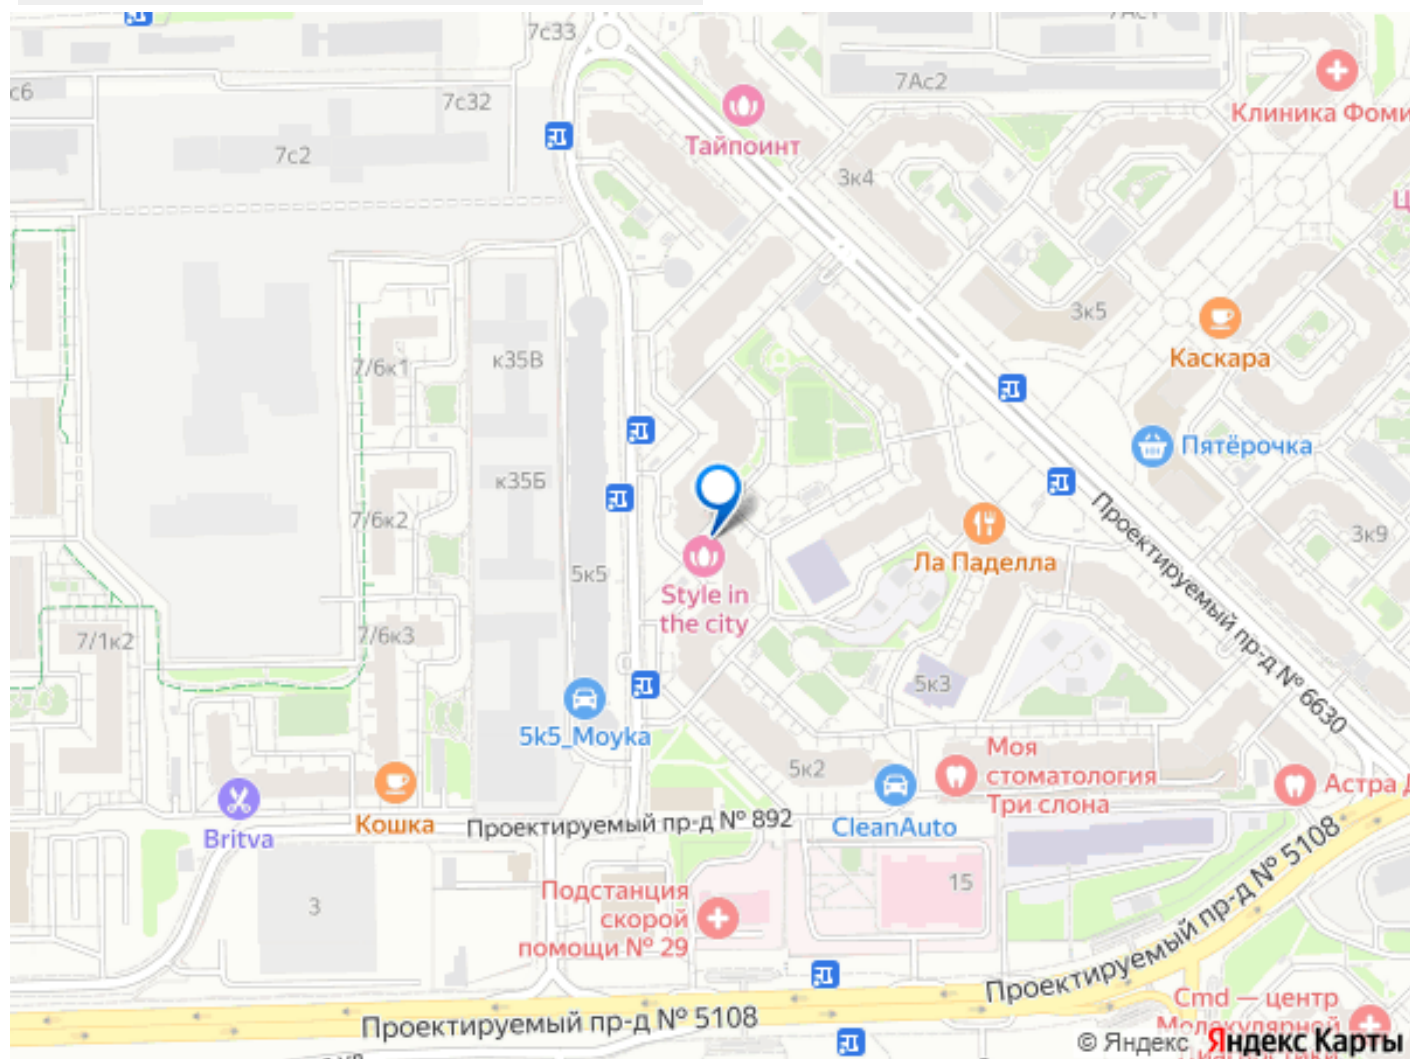 7с33
7Ас2
с6
7с32
Клиника Фоми
7с2
Тайпоинт
3к4
Ц
3к5
Каскара
7/6к1
к35В
Пятёрочка
к35Б
7/6к2
Проектируемый пр-д № 6630
3к9
Ла Паделла
5к5
Style in
the city
7/1к2
7/6к3
5к3
5k5_Moyka
Моя
стоматология
Три слона
5к2
Астра Д
CleanAuto
Кошка
Britva
Проектируемый пр-д № 892
Проектируемый пр-д № 5108
15
3
Подстанция
скорой
помощи № 29
Cmd — центр
Молекулярной
Проектируемый пр-д № 5108
© Яндекс Яндекс Карты